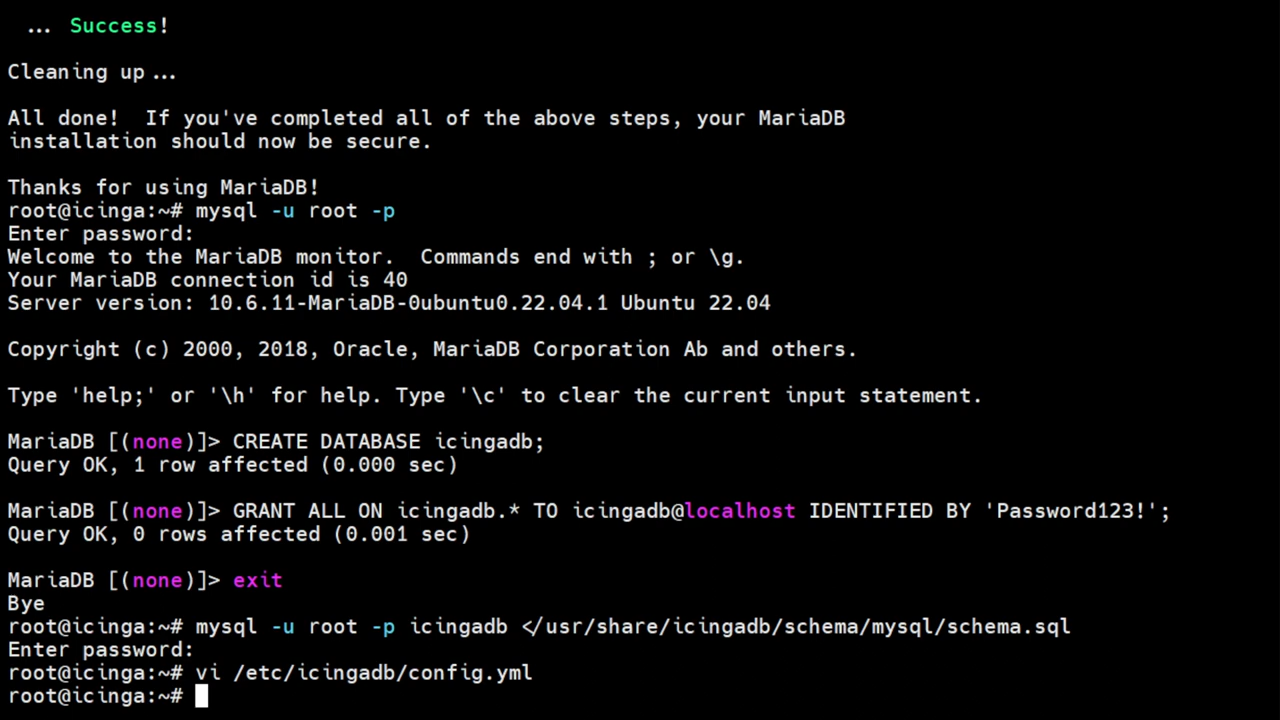 ... Success!
Cleaning up...
All done!  If you've completed all of the above steps, your MariaDB
installation should now be secure.
Thanks for using MariaDB!
root@icinga:~# mysql -u root -p
Enter password:
Welcome to the MariaDB monitor.  Commands end with ; or \g.
Your MariaDB connection id is 40
Server version: 10.6.11-MariaDB-0ubuntu0.22.04.1 Ubuntu 22.04
Copyright (c) 2000, 2018, Oracle, MariaDB Corporation Ab and others.
Type 'help;' or '\h' for help. Type '\c' to clear the current input statement.
MariaDB [(none)]> CREATE DATABASE icingadb;
Query OK, 1 row affected (0.000 sec)
MariaDB [(none)]> GRANT ALL ON icingadb.* TO icingadb@localhost IDENTIFIED BY 'Password123!';
Query OK, 0 rows affected (0.001 sec)
MariaDB [(none)]> exit
Bye
root@icinga:~# mysql -u root -p icingadb </usr/share/icingadb/schema/mysql/schema.sql
Enter password:
root@icinga:~# vi /etc/icingadb/config.yml
root@icinga:~#